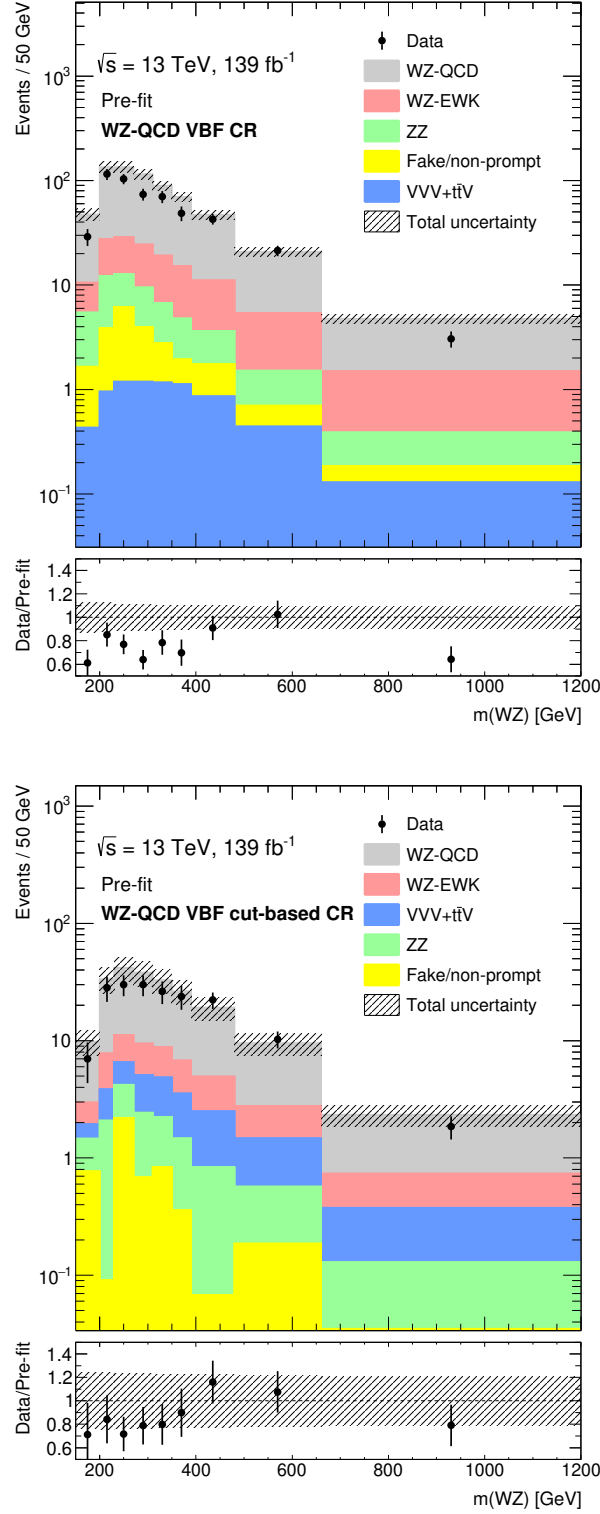 Events / 50 GeV
√s = 13 TeV, 139 fb⁻¹
Pre-fit
WZ-QCD VBF CR
Data
WZ-QCD
WZ-EWK
ZZ
Fake/non-prompt
VVV+tt̄V
Total uncertainty
10³
10²
10
1
10⁻¹
Data/Pre-fit
1.4
1.2
1
0.8
0.6
200 400 600 800 1000 1200
m(WZ) [GeV]
Events / 50 GeV
√s = 13 TeV, 139 fb⁻¹
Pre-fit
WZ-QCD VBF cut-based CR
Data
WZ-QCD
WZ-EWK
VVV+tt̄V
ZZ
Fake/non-prompt
Total uncertainty
10³
10²
10
1
10⁻¹
Data/Pre-fit
1.4
1.2
1
0.8
0.6
200 400 600 800 1000 1200
m(WZ) [GeV]